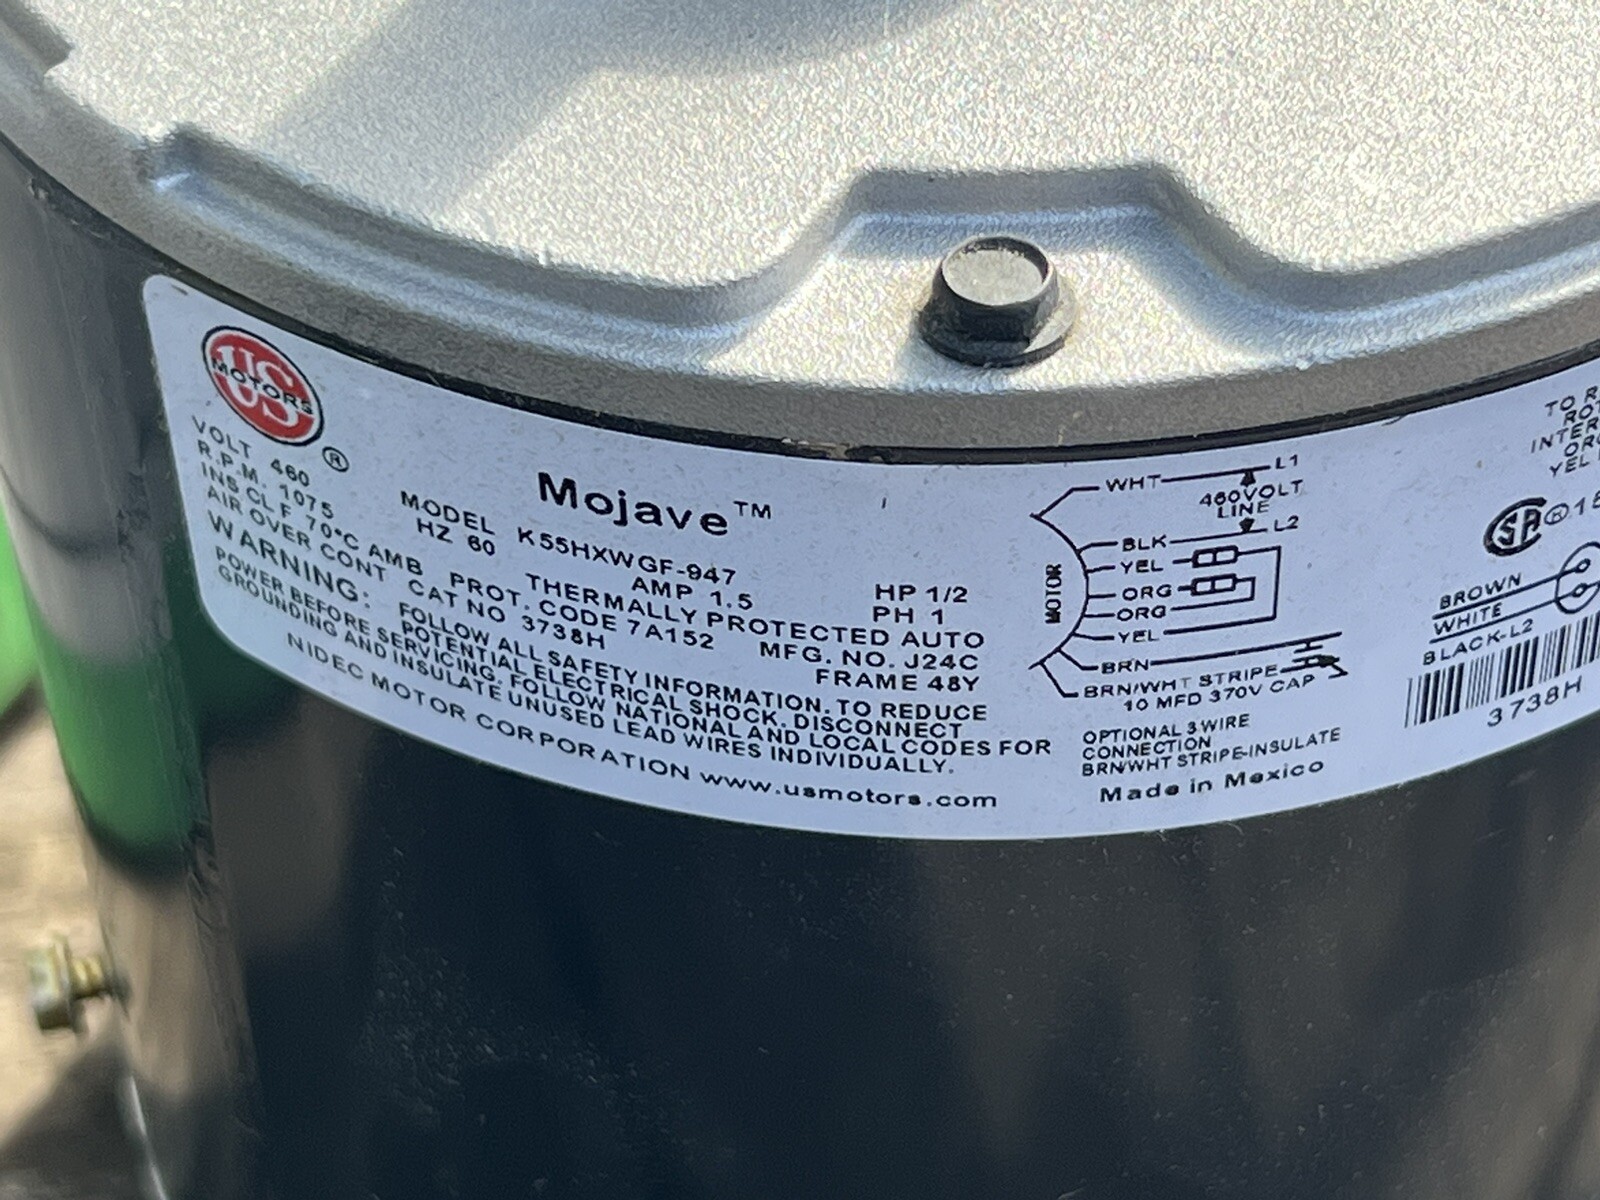 US
MOTORS
®
Mojave™
VOLT 460
MODEL K55HXWGF-947
HP 1/2
R.P.M. 1075
HZ 60
AMP 1.5
PH 1
INS CL F 70°C AMB
THERMALLY PROTECTED AUTO
AIR OVER CONT
PROT. CODE 7A152
MFG. NO. J24C
CAT NO 3738H
FRAME 48Y
WARNING: FOLLOW ALL SAFETY INFORMATION. TO REDUCE
POTENTIAL ELECTRICAL SHOCK. DISCONNECT
POWER BEFORE SERVICING. FOLLOW NATIONAL AND LOCAL CODES FOR
GROUNDING AND INSULATE UNUSED LEAD WIRES INDIVIDUALLY.
NIDEC MOTOR CORPORATION www.usmotors.com
MOTOR
WHT
L1
460VOLT
LINE
BLK
L2
YEL
ORG
ORG
YEL
BRN
BRN/WHT STRIPE
10 MFD 370V CAP
OPTIONAL 3 WIRE
CONNECTION
BRN/WHT STRIPE-INSULATE
Made in Mexico
TO
YEL
SA®
BROWN
WHITE
BLACK-L2
3738H